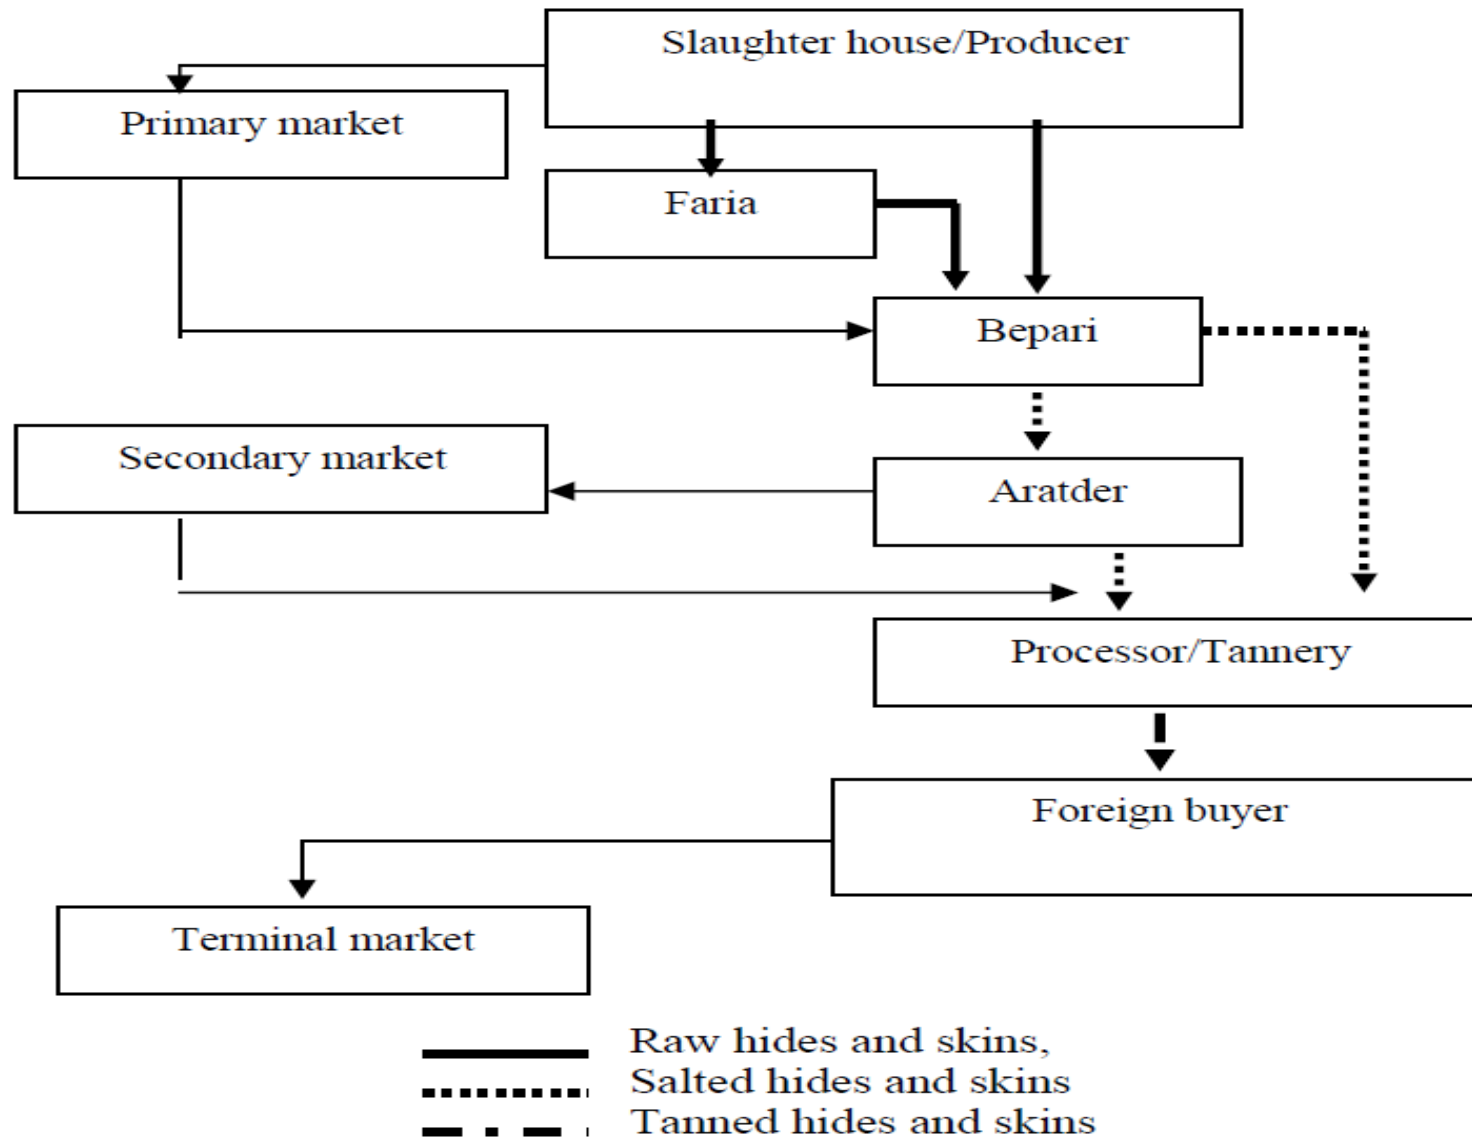 Slaughter house/Producer
Primary market
Faria
Bepari
Secondary market
Aratder
Processor/Tannery
Foreign buyer
Terminal market
Raw hides and skins,
Salted hides and skins
Tanned hides and skins